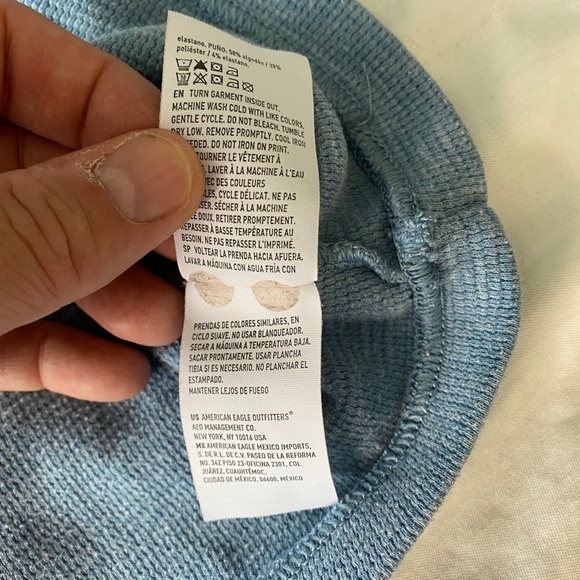 elastano. PUÑO: 58% algodón / 38%
poliéster / 4% elastano.
EN TURN GARMENT INSIDE OUT.
MACHINE WASH COLD WITH LIKE COLORS,
GENTLE CYCLE. DO NOT BLEACH. TUMBLE
DRY LOW. REMOVE PROMPTLY. COOL IRON
NEEDED. DO NOT IRON ON PRINT.
TOURNER LE VÊTEMENT À
LAVER À LA MACHINE À L'EAU
AVEC DES COULEURS
CYCLE DÉLICAT. NE PAS
SÉCHER À LA MACHINE
DOUX, RETIRER PROMPTEMENT.
REPASSER À BASSE TEMPÉRATURE AU
BESOIN. NE PAS REPASSER L'IMPRIMÉ.
SP VOLTEAR LA PRENDA HACIA AFUERA.
LAVAR A MÁQUINA CON AGUA FRÍA CON
PRENDAS DE COLORES SIMILARES, EN
CICLO SUAVE. NO USAR BLANQUEADOR.
SECAR A MÁQUINA A TEMPERATURA BAJA.
SACAR PRONTAMENTE. USAR PLANCHA
TIBIA SI ES NECESARIO. NO PLANCHAR EL
ESTAMPADO.
MANTENER LEJOS DE FUEGO
US AMERICAN EAGLE OUTFITTERS®
AEO MANAGEMENT CO.
NEW YORK, NY 10016 USA
MX AMERICAN EAGLE MEXICO IMPORTS,
S. DE R.L. DE C.V. PASEO DE LA REFORMA
NO. 342 PISO 23-OFICINA 2301, COL.
JUÁREZ, CUAUHTÉMOC,
CIUDAD DE MÉXICO, 06600, MÉXICO